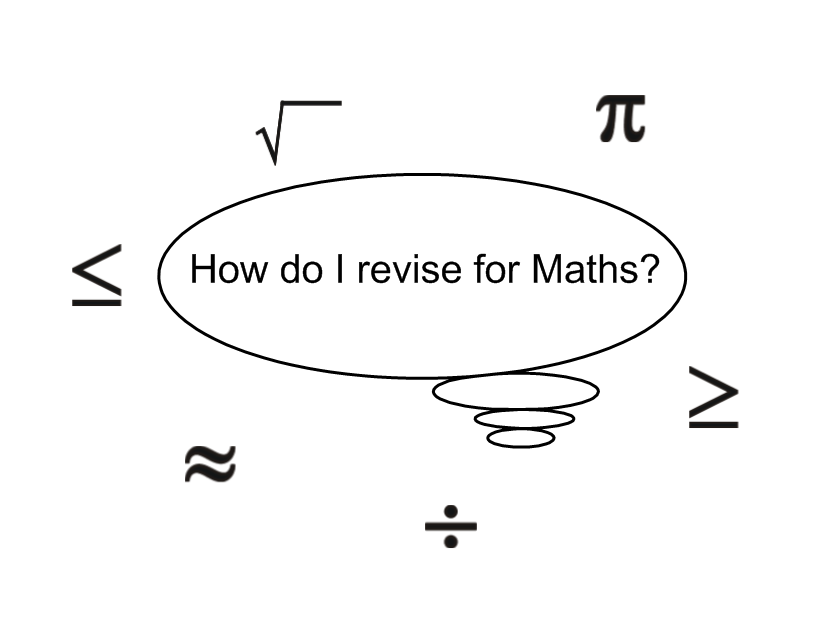 √
π
How do I revise for Maths?
≤
≥
≈
÷